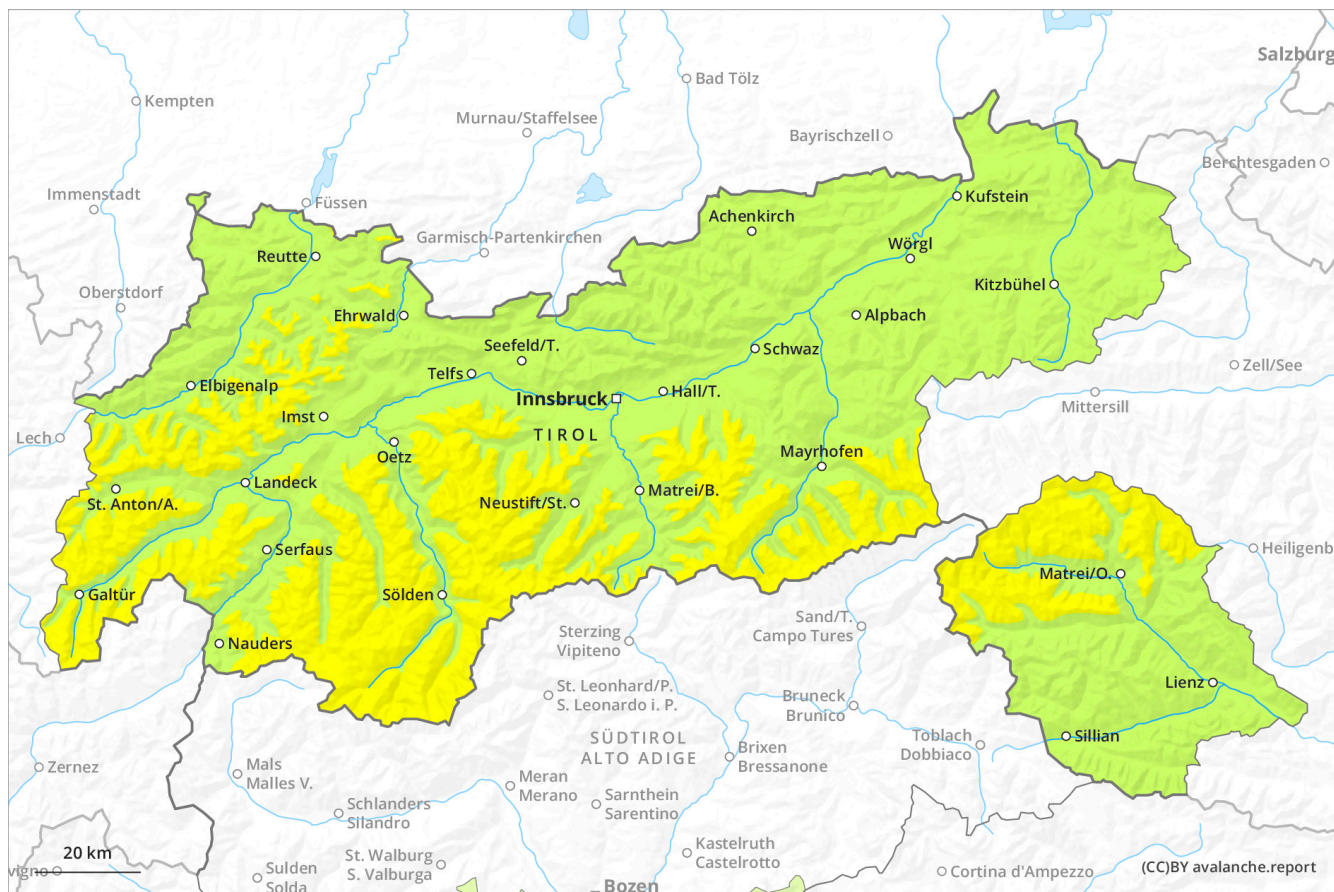 Salzburg
Bad Tölz
Kempten
Murnau/Staffelsee
Bayrischzell
Berchtesgaden
Immenstadt
Füssen
Kufstein
Achenkirch
Garmisch-Partenkirchen
Wörgl
Reutte
Oberstdorf
Kitzbühel
Ehrwald
Alpbach
Seefeld/T.
Schwaz
Zell/See
Telfs
Elbigenalp
Hall/T.
Innsbruck
Mittersill
Imst
TIROL
Lech
Oetz
Mayrhofen
Landeck
Matrei/B.
St. Anton/A.
Neustift/St.
Serfaus
Heiligenb
Matrei/O.
Galtür
Sölden
Sand/T.
Campo Tures
Sterzing
Vipiteno
Nauders
Lienz
St. Leonhard/P.
S. Leonardo i. P.
Bruneck
Brunico
Toblach
Dobbiaco
Sillian
SÜDTIROL
ALTO ADIGE
Brixen
Bressanone
Zernez
Mals
Malles V.
Meran
Merano
Sarnthein
Sarentino
Schlanders
Silandro
Kastelruth
Castelrotto
20 km
St. Walburg
S. Valburga
vigno
Sulden
Solda
Bozen
Cortina d'Ampezzo
(CC)BY avalanche.report